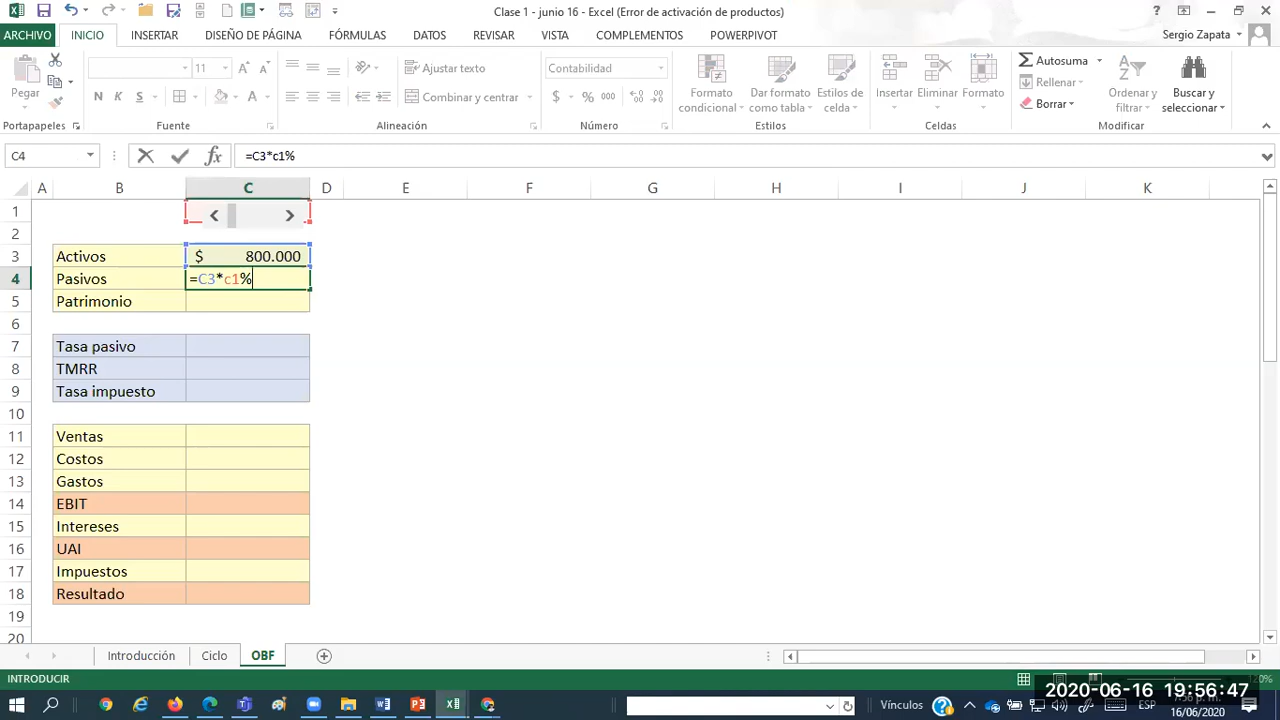 Clase 1 - junio 16 - Excel (Error de activación de productos)
ARCHIVO INICIO INSERTAR DISEÑO DE PÁGINA FÓRMULAS DATOS REVISAR VISTA COMPLEMENTOS POWERPIVOT Sergio Zapata
Pegar
11
Ajustar texto
Combinar y centrar
Contabilidad
Formato condicional
Dar formato como tabla
Estilos de celda
Insertar
Eliminar
Formato
Autosuma
Rellenar
Borrar
Ordenar y filtrar
Buscar y seleccionar
Portapapeles Fuente Alineación Número Estilos Celdas Modificar
C4 =C3*c1%
A B C D E F G H I J K
1
2
3 Activos $ 800.000
4 Pasivos =C3*c1%
5 Patrimonio
6
7 Tasa pasivo
8 TMRR
9 Tasa impuesto
10
11 Ventas
12 Costos
13 Gastos
14 EBIT
15 Intereses
16 UAI
17 Impuestos
18 Resultado
19
20
Introducción Ciclo OBF
INTRODUCIR
2020-06-16 19:56:47
Vínculos ESP 16/06/2020